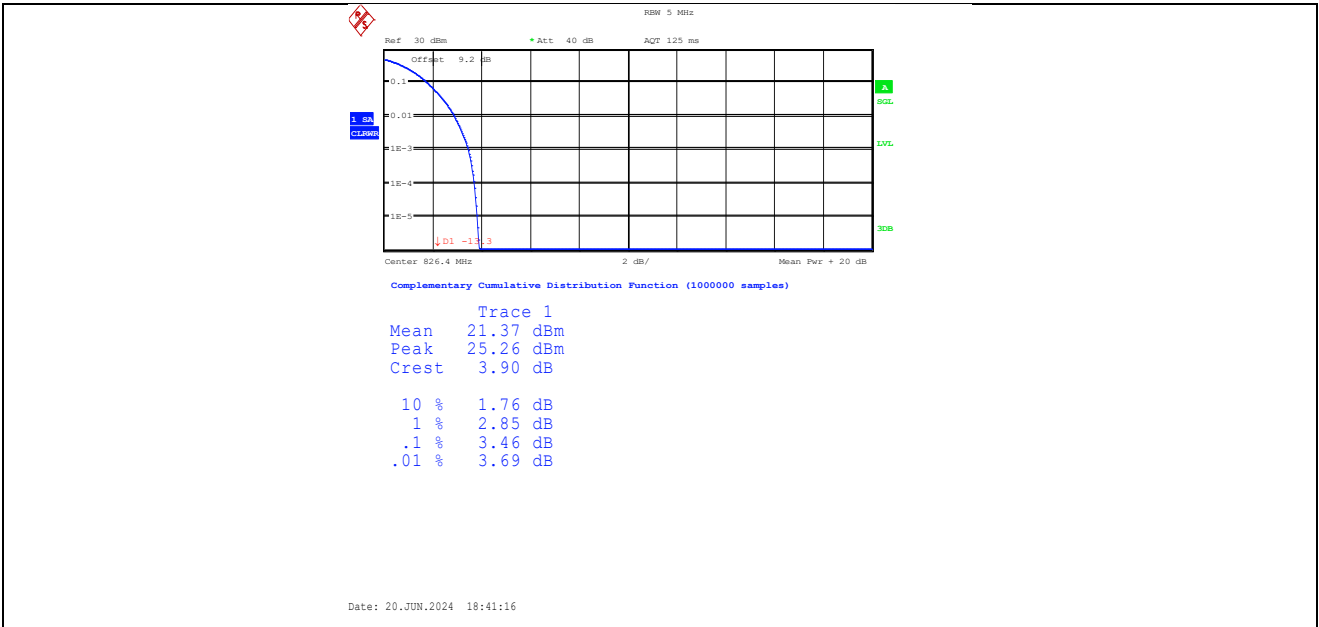 R/S
RBW 5 MHz
Ref 30 dBm * Att 40 dB AQT 125 ms
Offset 9.2 dB
0.1
A
SGL
0.01
1 SA
CLRWR
1E-3
LVL
1E-4
1E-5
3DB
↓D1 -13.3
Center 826.4 MHz 2 dB/ Mean Pwr + 20 dB
Complementary Cumulative Distribution Function (1000000 samples)
Trace 1
Mean 21.37 dBm
Peak 25.26 dBm
Crest 3.90 dB
10 % 1.76 dB
1 % 2.85 dB
.1 % 3.46 dB
.01 % 3.69 dB
Date: 20.JUN.2024 18:41:16